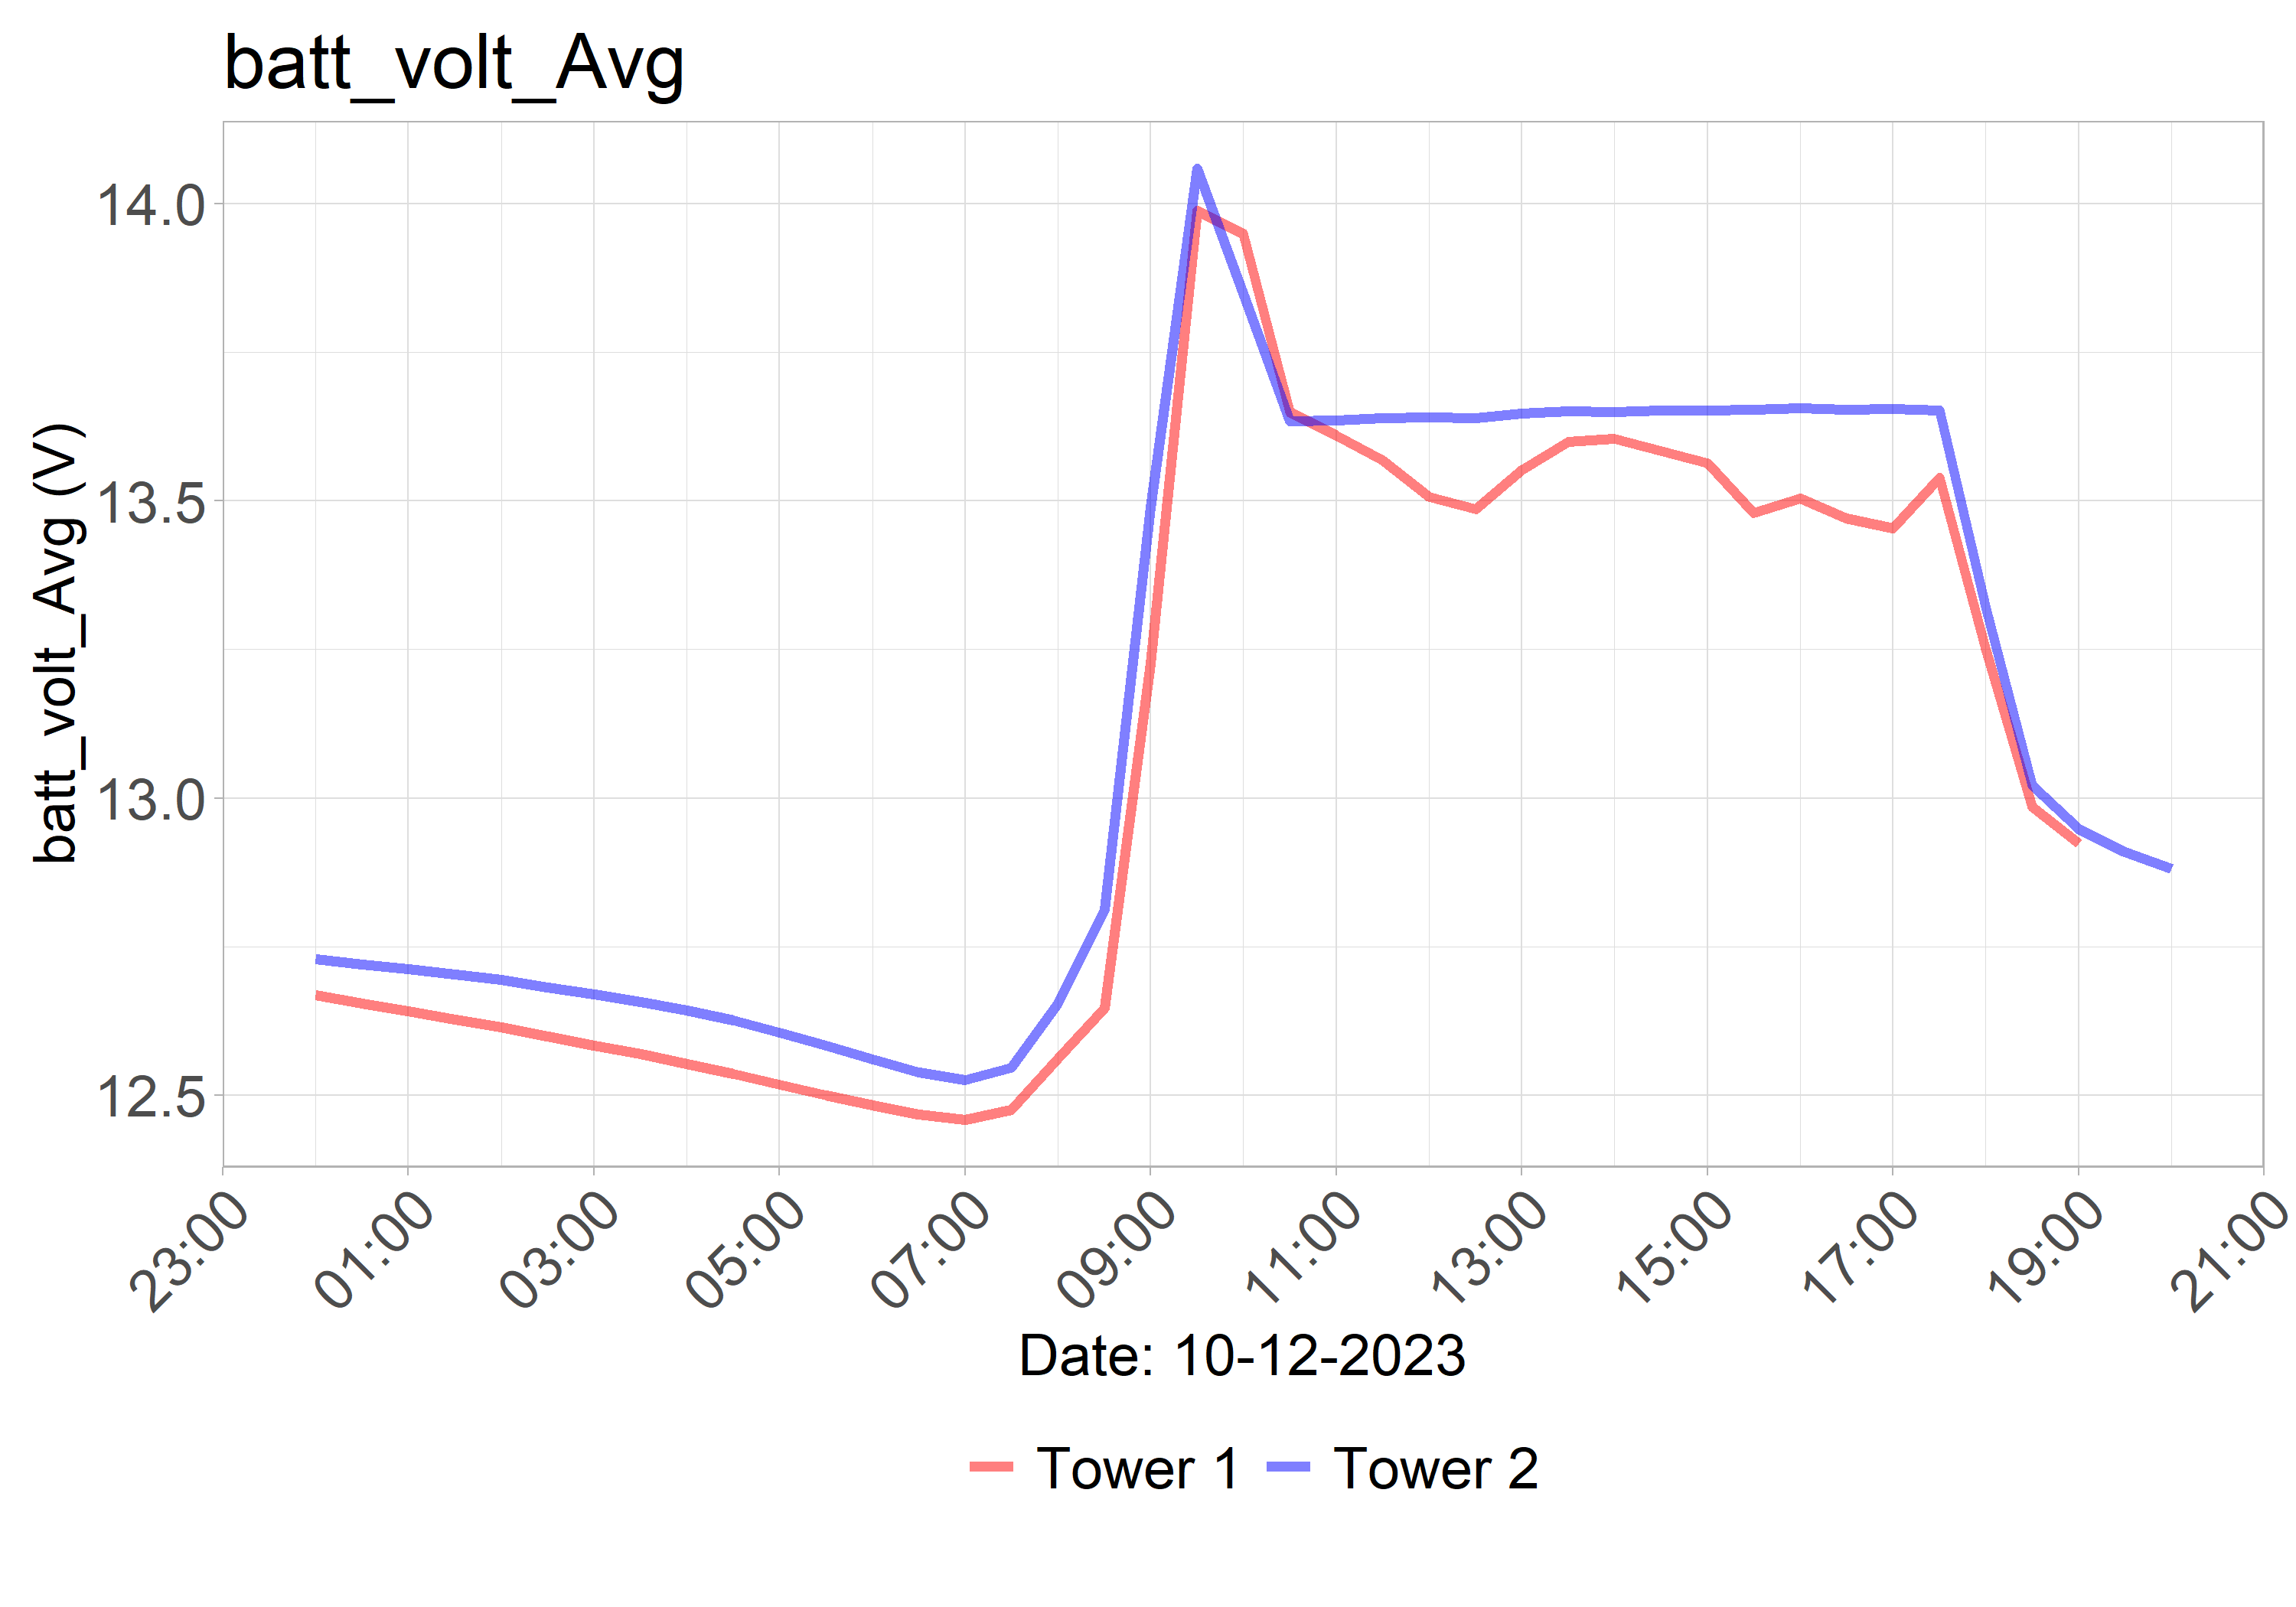 batt_volt_Avg
batt_volt_Avg (V)
14.0
13.5
13.0
12.5
23:00 01:00 03:00 05:00 07:00 09:00 11:00 13:00 15:00 17:00 19:00 21:00
Date: 10-12-2023
Tower 1 Tower 2